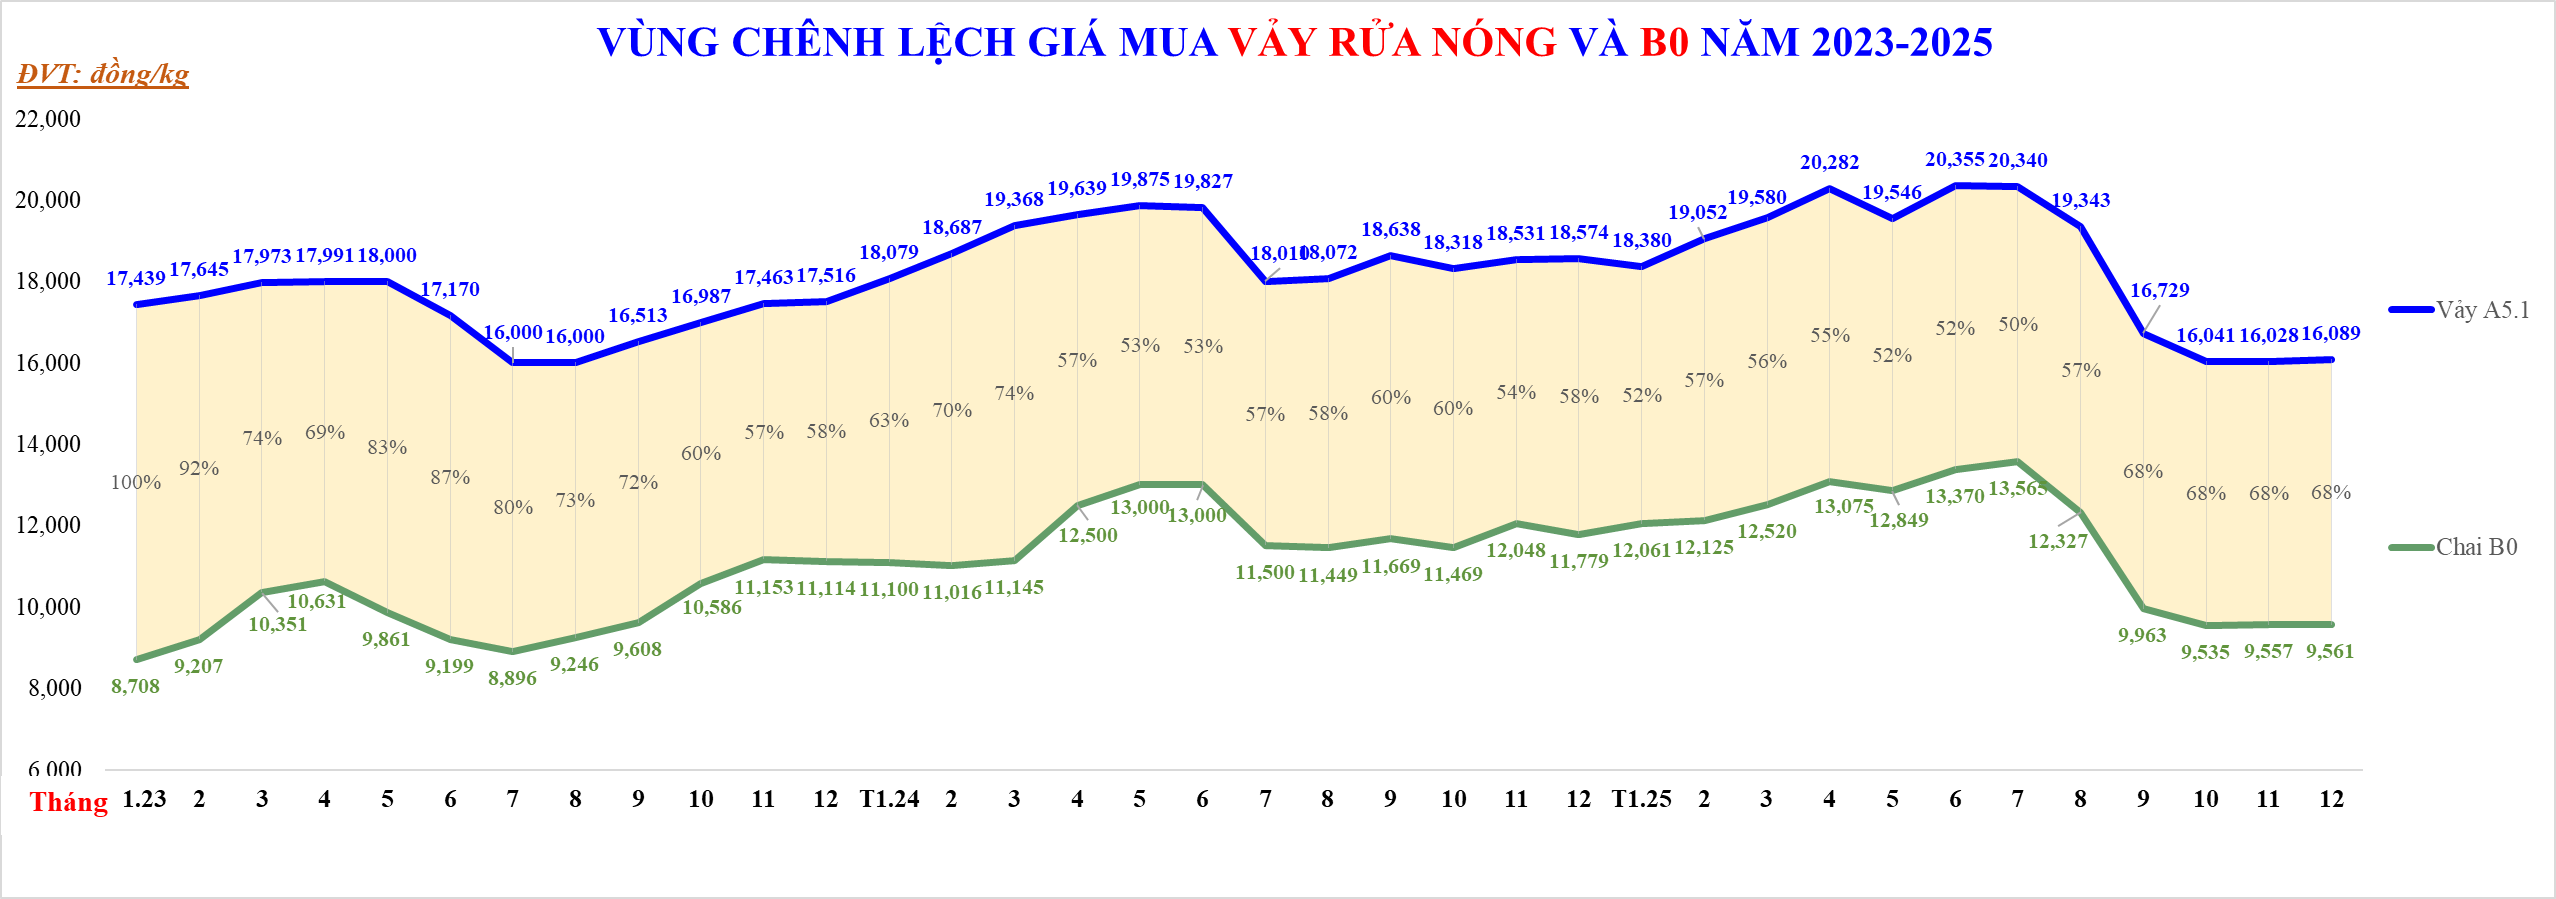 VÙNG CHÊNH LỆCH GIÁ MUA VẢY RỬA NÓNG VÀ B0 NĂM 2023-2025
ĐVT: đồng/kg
22,000
20,000
18,000
16,000
14,000
12,000
10,000
8,000
6,000
17,439 17,645 17,973 17,991 18,000 17,170 16,000 16,000 16,513 16,987 17,463 17,516 18,079 18,687 19,368 19,639 19,875 19,827 18,010 18,072 18,638 18,318 18,531 18,574 18,380 19,052 19,580 20,282 19,546 20,355 20,340 19,343 16,729 16,041 16,028 16,089
100% 92% 74% 69% 83% 87% 80% 73% 72% 60% 57% 58% 63% 70% 74% 57% 53% 53% 57% 58% 60% 60% 54% 58% 52% 57% 56% 55% 52% 52% 50% 57% 68% 68% 68% 68%
8,708 9,207 10,351 10,631 9,861 9,199 8,896 9,246 9,608 10,586 11,153 11,114 11,100 11,016 11,145 12,500 13,000 13,000 11,500 11,449 11,669 11,469 12,048 11,779 12,061 12,125 12,520 13,075 12,849 13,370 13,565 12,327 9,963 9,535 9,557 9,561
Tháng 1.23 2 3 4 5 6 7 8 9 10 11 12 T1.24 2 3 4 5 6 7 8 9 10 11 12 T1.25 2 3 4 5 6 7 8 9 10 11 12
Vảy A5.1
Chai B0